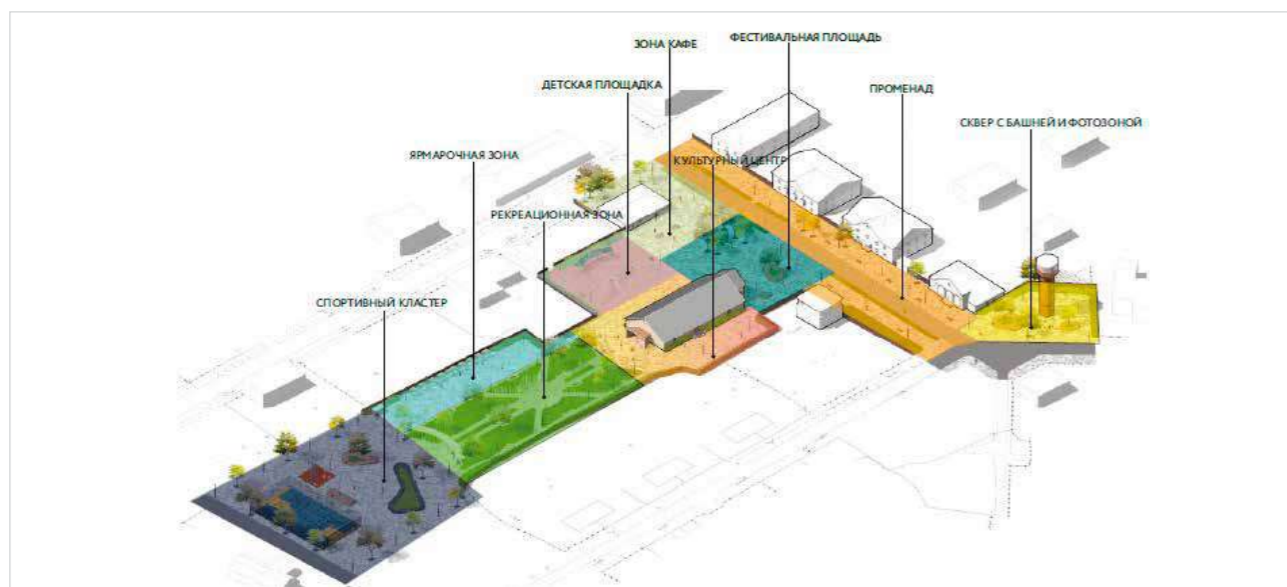 ЗОНА КАФЕ
ФЕСТИВАЛЬНАЯ ПЛОЩАДЬ
ДЕТСКАЯ ПЛОЩАДКА
ПРОМЕНАД
СКВЕР С БАШНЕЙ И ФОТОЗОНОЙ
ЯРМАРОЧНАЯ ЗОНА
КУЛЬТУРНЫЙ ЦЕНТР
РЕКРЕАЦИОННАЯ ЗОНА
СПОРТИВНЫЙ КЛАСТЕР